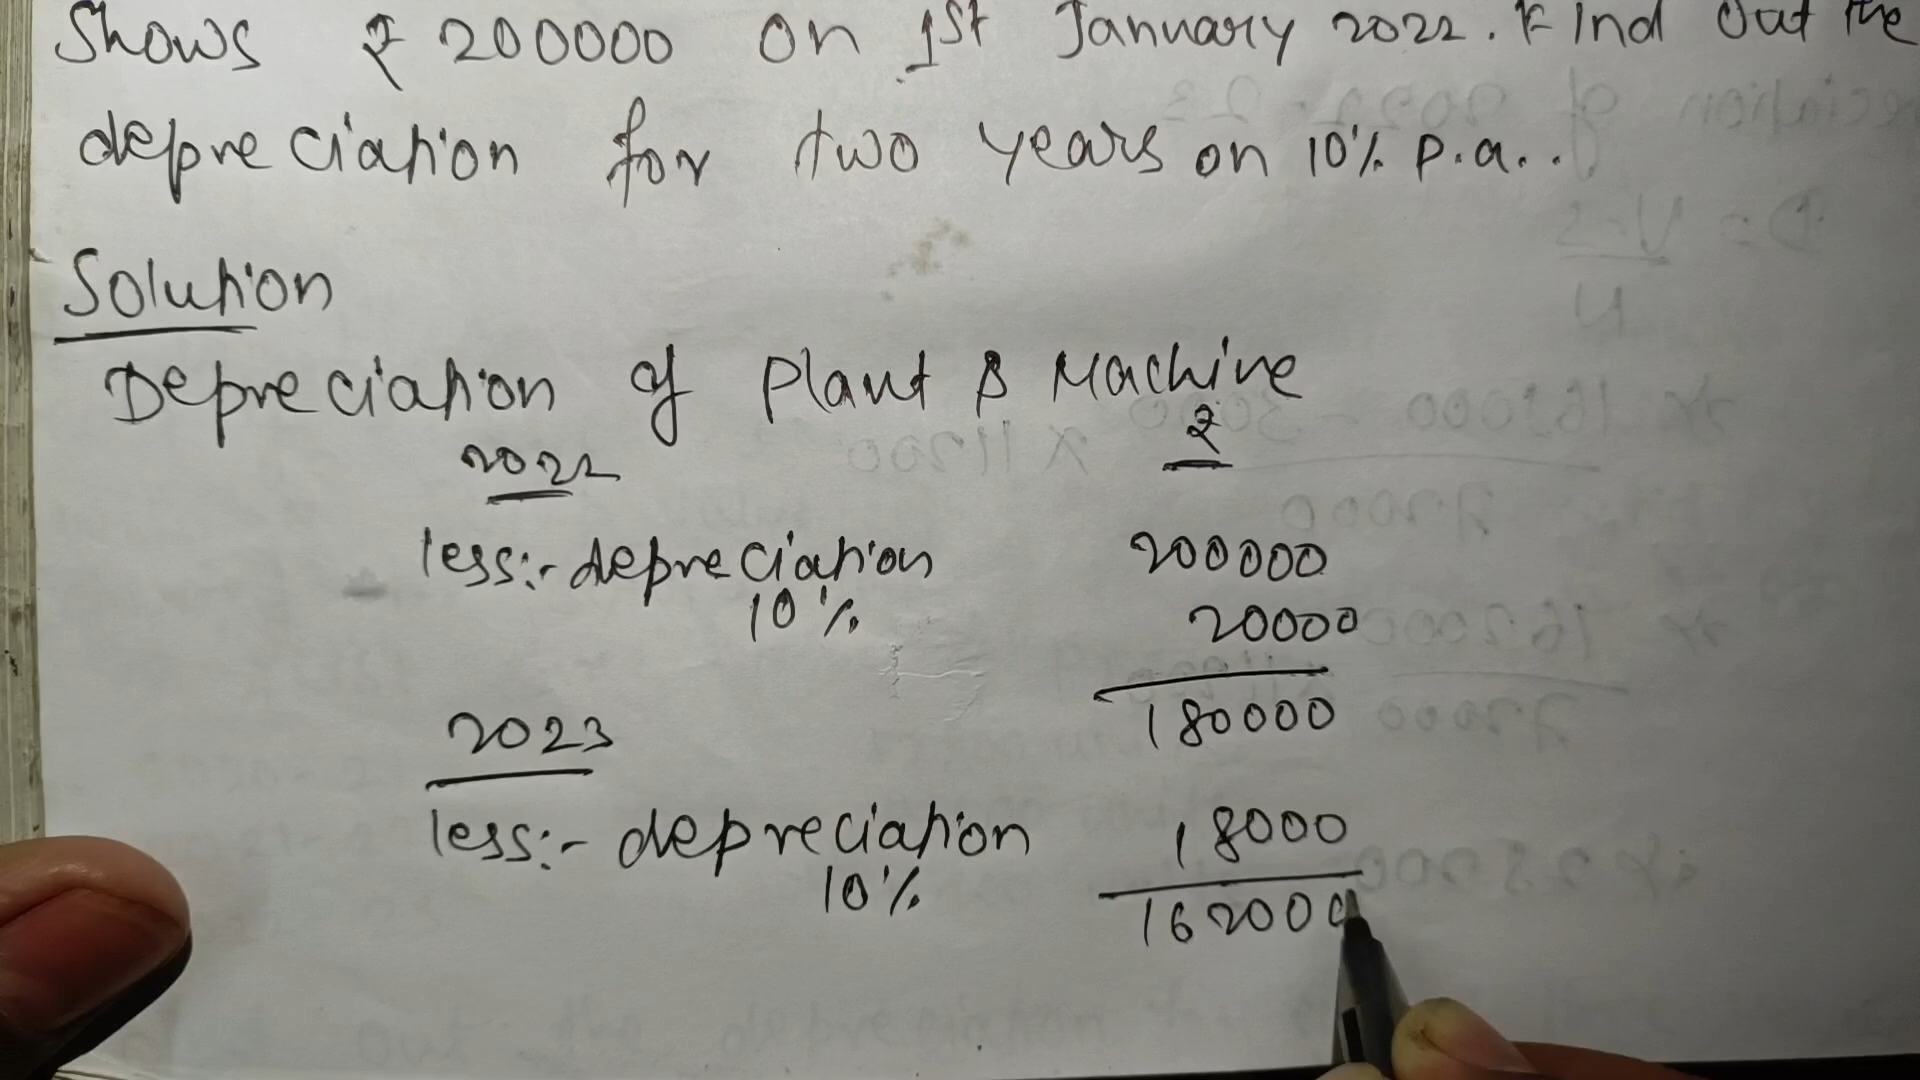 Shows ₹ 200000 on 1st January 2022. Find out the
depreciation for two years on 10% p.a..
Solution
Depreciation of Plant & Machine
2022 ₹
less:- depreciation 200000
10% 20000
180000
2023
less:- depreciation 18000
10% 162000